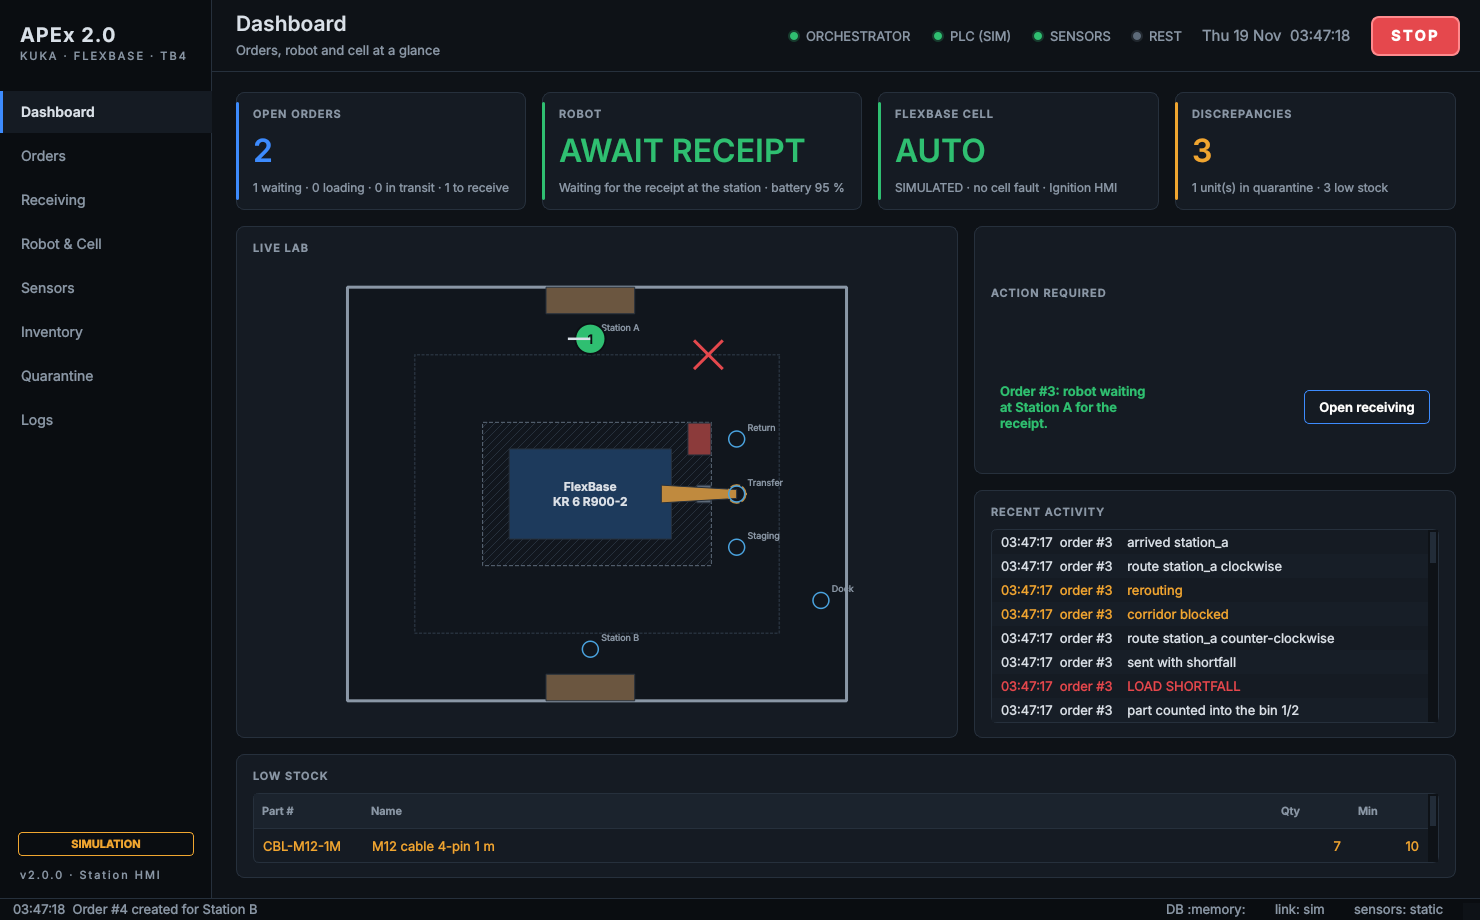 APEx 2.0
KUKA · FLEXBASE · TB4
Dashboard
Orders
Receiving
Robot & Cell
Sensors
Inventory
Quarantine
Logs
SIMULATION
v2.0.0 · Station HMI
Dashboard
Orders, robot and cell at a glance
ORCHESTRATOR
PLC (SIM)
SENSORS
REST
Thu 19 Nov 03:47:18
STOP
OPEN ORDERS
2
1 waiting · 0 loading · 0 in transit · 1 to receive
ROBOT
AWAIT RECEIPT
Waiting for the receipt at the station · battery 95 %
FLEXBASE CELL
AUTO
SIMULATED · no cell fault · Ignition HMI
DISCREPANCIES
3
1 unit(s) in quarantine · 3 low stock
LIVE LAB
Station A
1
Return
FlexBase
KR 6 R900-2
Transfer
Staging
Dock
Station B
ACTION REQUIRED
Order #3: robot waiting
at Station A for the
receipt.
Open receiving
RECENT ACTIVITY
03:47:17 order #3 arrived station_a
03:47:17 order #3 route station_a clockwise
03:47:17 order #3 rerouting
03:47:17 order #3 corridor blocked
03:47:17 order #3 route station_a counter-clockwise
03:47:17 order #3 sent with shortfall
03:47:17 order #3 LOAD SHORTFALL
03:47:17 order #3 part counted into the bin 1/2
LOW STOCK
Part # Name Qty Min
CBL-M12-1M M12 cable 4-pin 1 m 7 10
03:47:18 Order #4 created for Station B
DB :memory: link: sim sensors: static